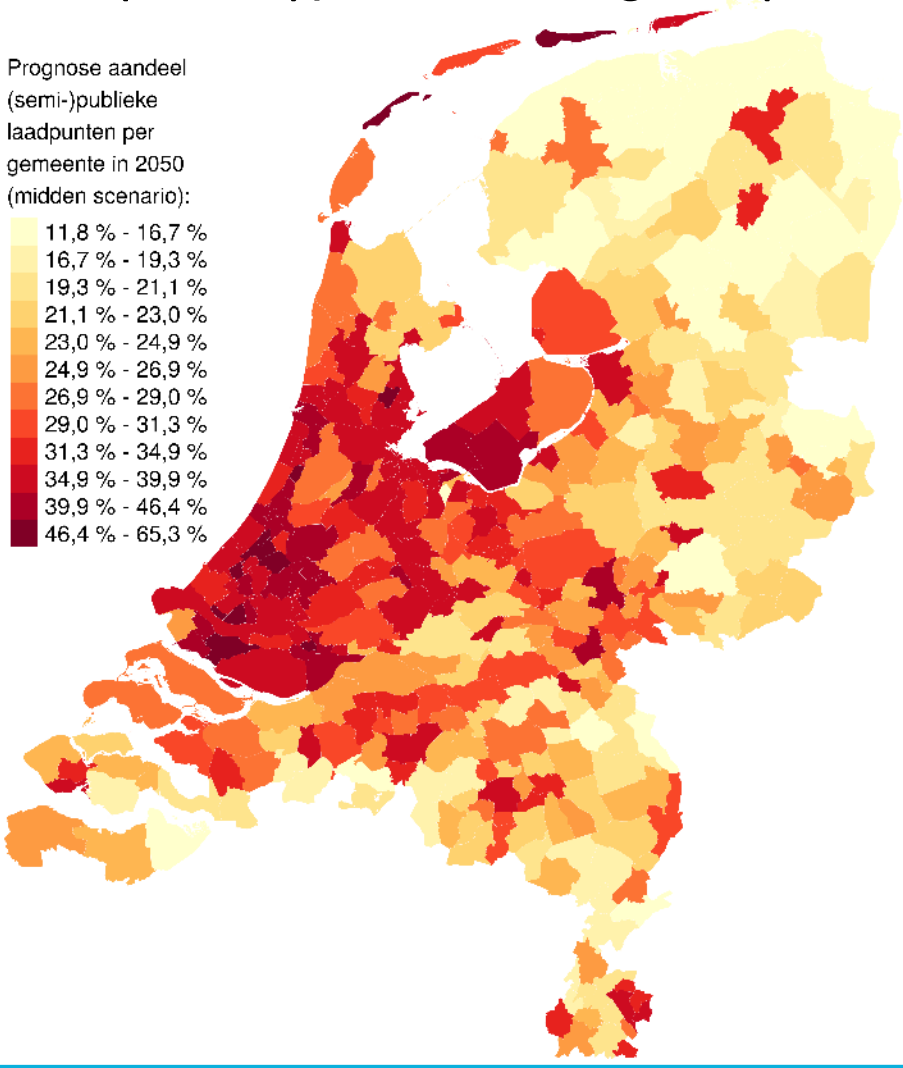 Prognose aandeel
(semi-)publieke
laadpunten per
gemeente in 2050
(midden scenario):
11,8 % - 16,7 %
16,7 % - 19,3 %
19,3 % - 21,1 %
21,1 % - 23,0 %
23,0 % - 24,9 %
24,9 % - 26,9 %
26,9 % - 29,0 %
29,0 % - 31,3 %
31,3 % - 34,9 %
34,9 % - 39,9 %
39,9 % - 46,4 %
46,4 % - 65,3 %